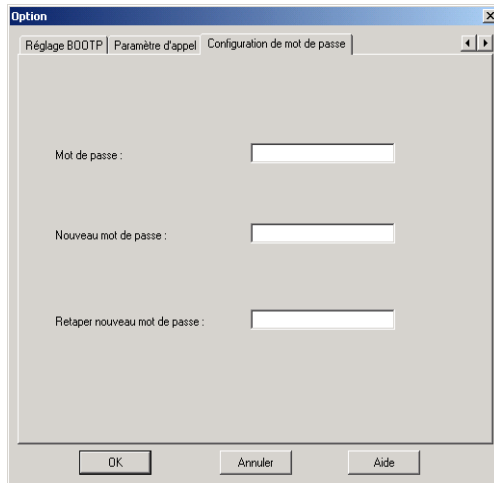 Option
Réglage BOOTP Paramètre d'appel Configuration de mot de passe
Mot de passe :
Nouveau mot de passe :
Retaper nouveau mot de passe :
OK Annuler Aide